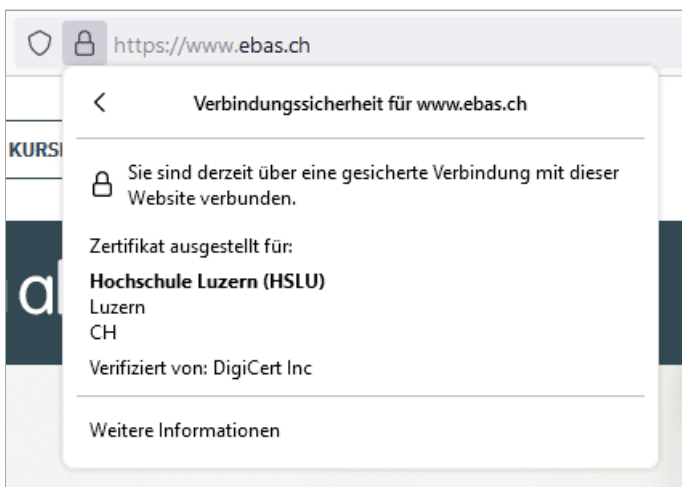 https://www.ebas.ch
Verbindungssicherheit für www.ebas.ch
KURS
Sie sind derzeit über eine gesicherte Verbindung mit dieser
Website verbunden.
Zertifikat ausgestellt für:
Hochschule Luzern (HSLU)
Luzern
CH
Verifiziert von: DigiCert Inc
Weitere Informationen